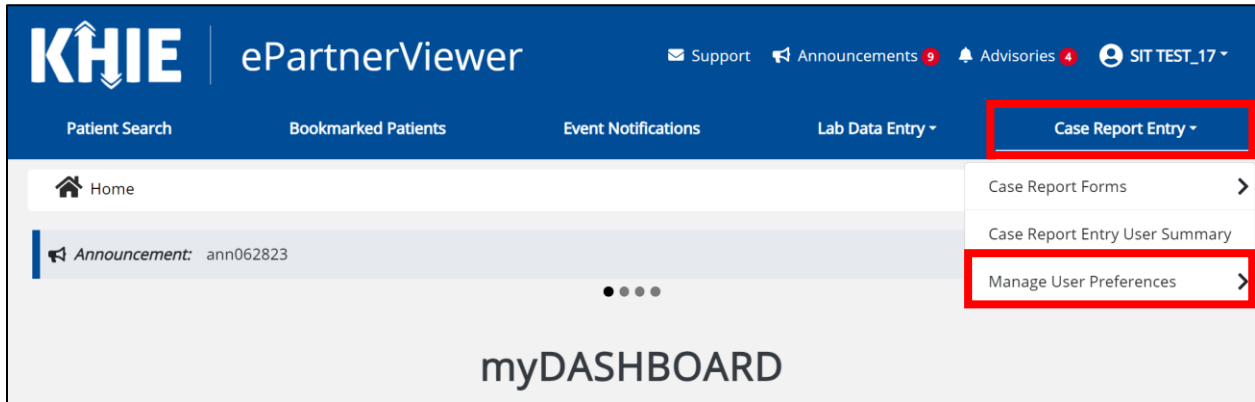 KHIE ePartnerViewer
Support Announcements 9 Advisories 4 SIT TEST_17
Patient Search Bookmarked Patients Event Notifications Lab Data Entry Case Report Entry
Home
Case Report Forms
Case Report Entry User Summary
Manage User Preferences
Announcement: ann062823
myDASHBOARD